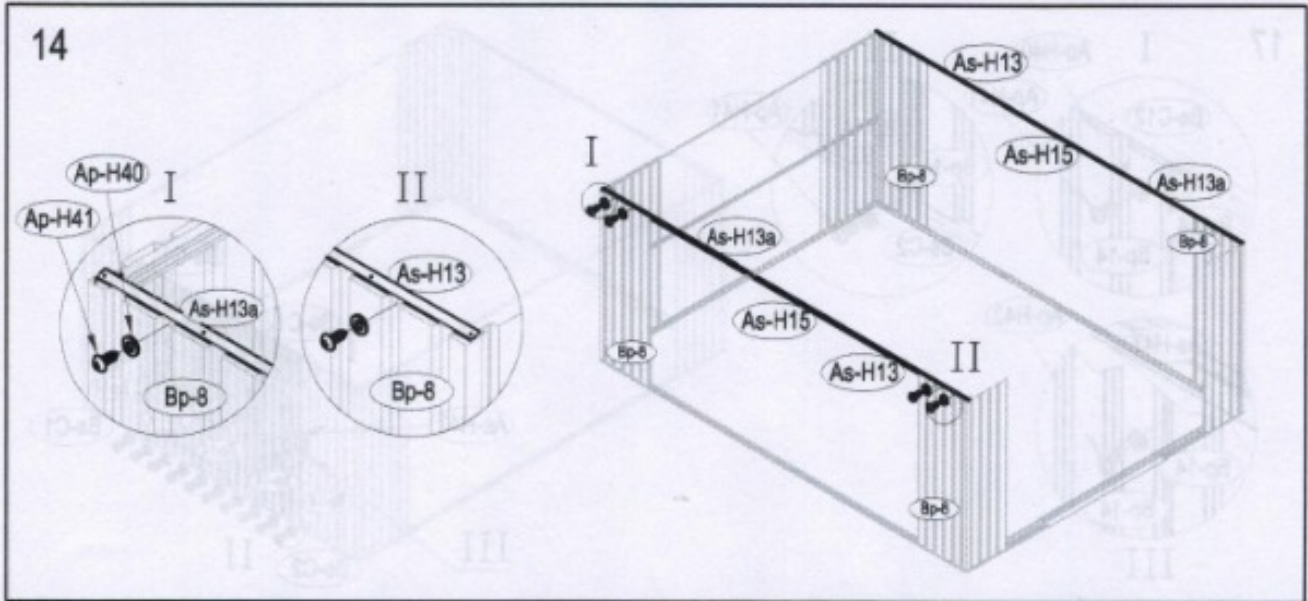 14
Ap-H40
I
II
Ap-H41
As-H13a
Bp-8
As-H13
Bp-8
I
As-H13
As-H15
As-H13a
Bp-8
Bp-8
As-H13a
As-H15
As-H13
II
Bp-8
Bp-8